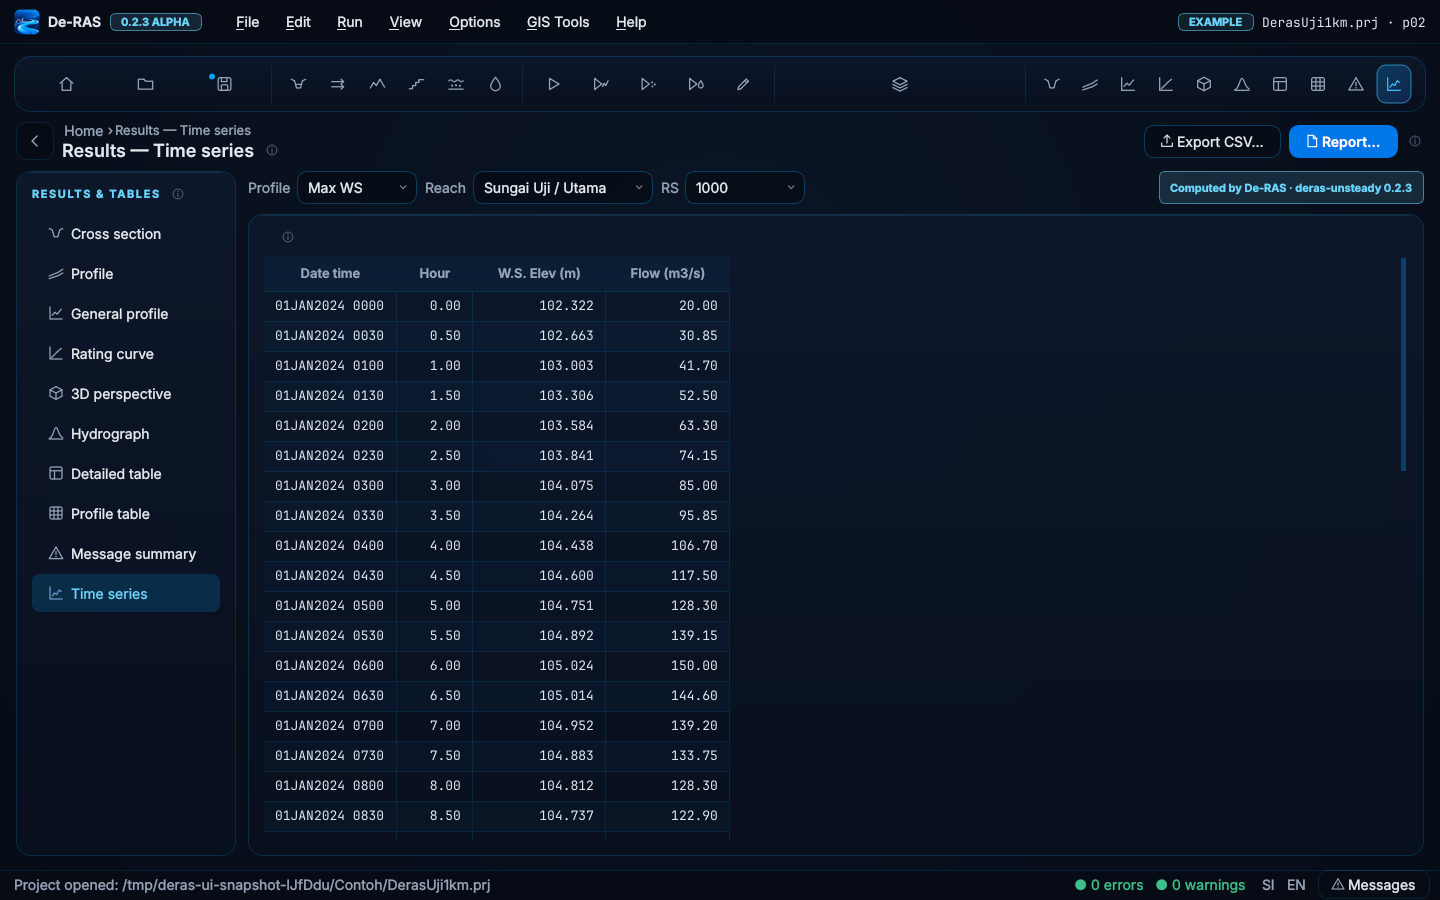 De-RAS 0.2.3 ALPHA File Edit Run View Options GIS Tools Help EXAMPLE DerasUji1km.prj · p02
Home › Results — Time series
Results — Time series
Export CSV... Report...
RESULTS & TABLES
Cross section
Profile
General profile
Rating curve
3D perspective
Hydrograph
Detailed table
Profile table
Message summary
Time series
Profile Max WS Reach Sungai Uji / Utama RS 1000 Computed by De-RAS · deras-unsteady 0.2.3
Date time Hour W.S. Elev (m) Flow (m3/s)
01JAN2024 0000 0.00 102.322 20.00
01JAN2024 0030 0.50 102.663 30.85
01JAN2024 0100 1.00 103.003 41.70
01JAN2024 0130 1.50 103.306 52.50
01JAN2024 0200 2.00 103.584 63.30
01JAN2024 0230 2.50 103.841 74.15
01JAN2024 0300 3.00 104.075 85.00
01JAN2024 0330 3.50 104.264 95.85
01JAN2024 0400 4.00 104.438 106.70
01JAN2024 0430 4.50 104.600 117.50
01JAN2024 0500 5.00 104.751 128.30
01JAN2024 0530 5.50 104.892 139.15
01JAN2024 0600 6.00 105.024 150.00
01JAN2024 0630 6.50 105.014 144.60
01JAN2024 0700 7.00 104.952 139.20
01JAN2024 0730 7.50 104.883 133.75
01JAN2024 0800 8.00 104.812 128.30
01JAN2024 0830 8.50 104.737 122.90
Project opened: /tmp/deras-ui-snapshot-IJfDdu/Contoh/DerasUji1km.prj 0 errors 0 warnings SI EN Messages